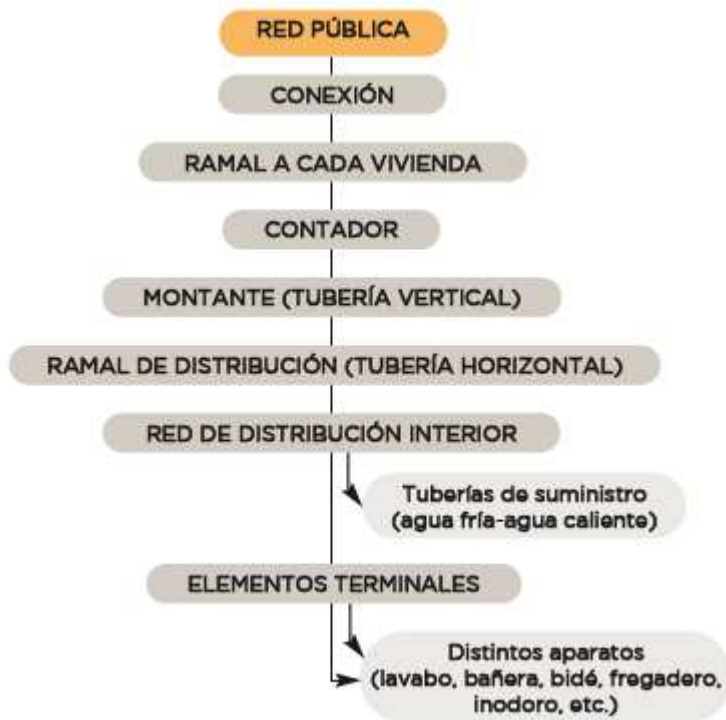 RED PÚBLICA
CONEXIÓN
RAMAL A CADA VIVIENDA
CONTADOR
MONTANTE (TUBERÍA VERTICAL)
RAMAL DE DISTRIBUCIÓN (TUBERÍA HORIZONTAL)
RED DE DISTRIBUCIÓN INTERIOR
Tuberías de suministro
(agua fría-agua caliente)
ELEMENTOS TERMINALES
Distintos aparatos
(lavabo, bañera, bidé, fregadero,
inodoro, etc.)